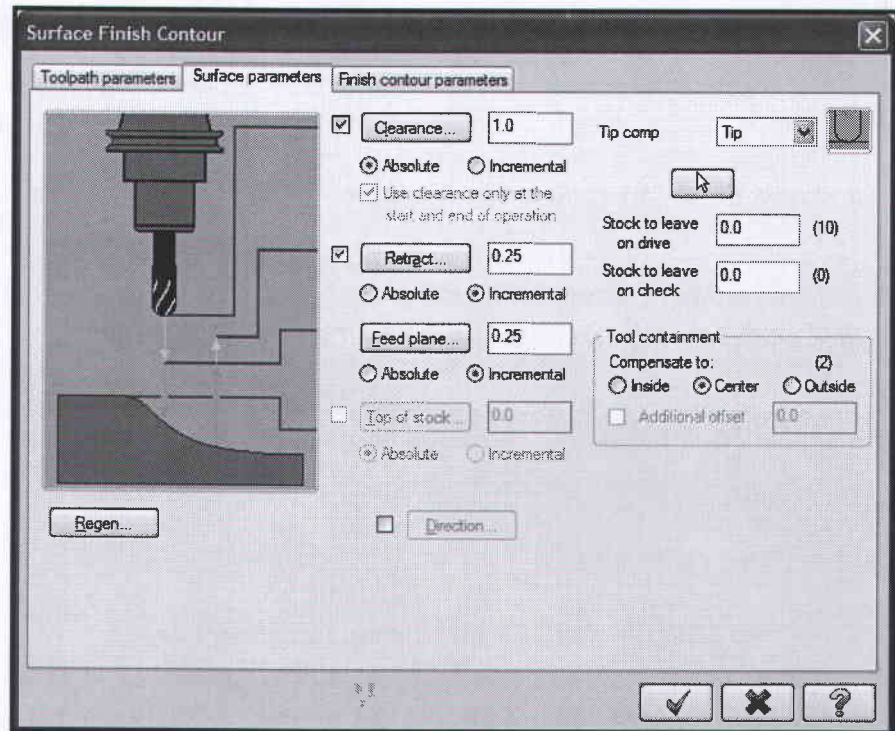 Surface Finish Contour
Toolpath parameters Surface parameters Finish contour parameters
Clearance... 1.0
Absolute Incremental
Use clearance only at the
start and end of operation
Retract... 0.25
Absolute Incremental
Feed plane... 0.25
Absolute Incremental
Top of stock... 0.0
Absolute Incremental
Regen...
Direction...
Tip comp Tip
Stock to leave
on drive 0.0 (10)
Stock to leave
on check 0.0 (0)
Tool containment
Compensate to: (2)
Inside Center Outside
Additional offset 0.0